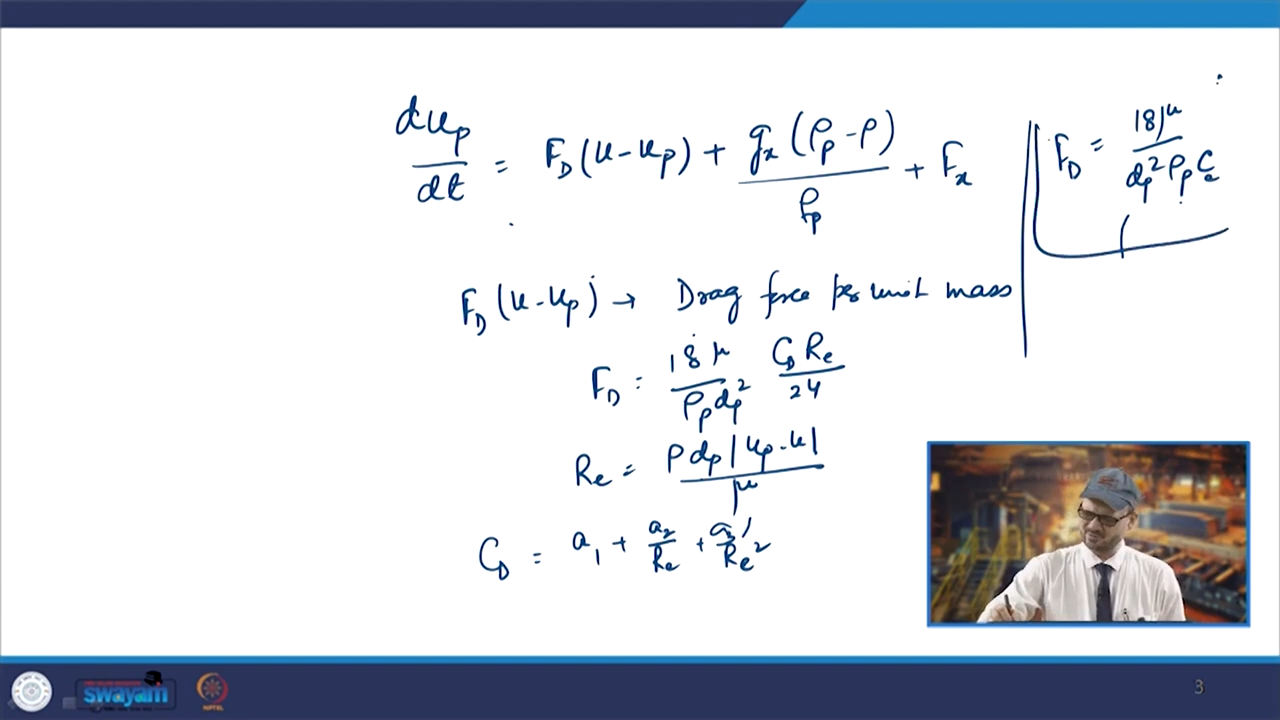 du_p/dt = F_D (u - u_p) + g_x (ρ_p - ρ)/ρ_p + F_x
F_D = 18μ/(d_p² ρ_p C_c)
F_D (u - u_p) → Drag force per unit mass
F_D = 18μ/(ρ_p d_p²) C_D Re/24
Re = ρ d_p |u_p - u|/μ
C_D = a_1 + a_2/Re + a_3/Re²
swayam
NPTEL
3